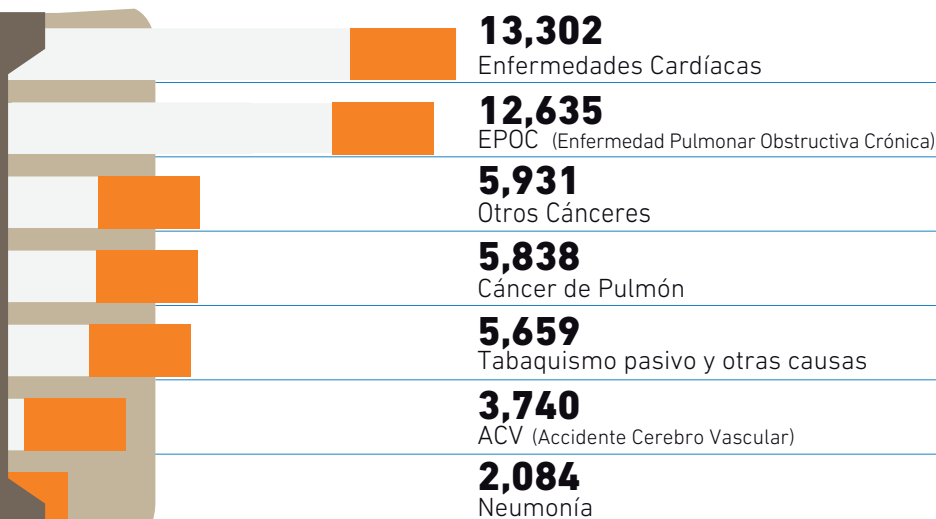 13,302
Enfermedades Cardíacas
12,635
EPOC (Enfermedad Pulmonar Obstructiva Crónica)
5,931
Otros Cánceres
5,838
Cáncer de Pulmón
5,659
Tabaquismo pasivo y otras causas
3,740
ACV (Accidente Cerebro Vascular)
2,084
Neumonía